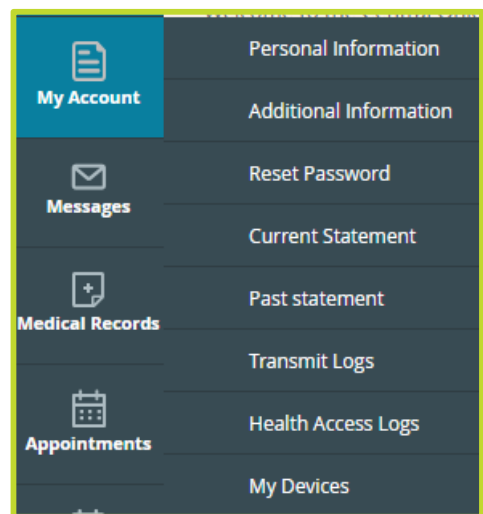 My Account
Messages
Medical Records
Appointments
Personal Information
Additional Information
Reset Password
Current Statement
Past statement
Transmit Logs
Health Access Logs
My Devices